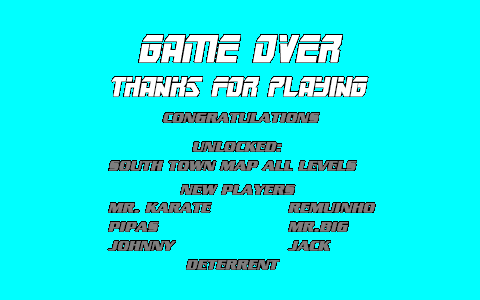 GAME OVER
THANKS FOR PLAYING
CONGRATULATIONS
UNLOCKED:
SOUTH TOWN MAP ALL LEVELS
NEW PLAYERS
MR. KARATE REMLINHO
PIPAS MR.BIG
JOHNNY JACK
DETERRENT